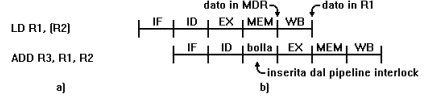 dato in MDR dato in R1
LD R1, (R2) IF ID EX MEM WB
ADD R3, R1, R2 IF ID bolla EX MEM WB
inserita dal pipeline interlock
a) b)